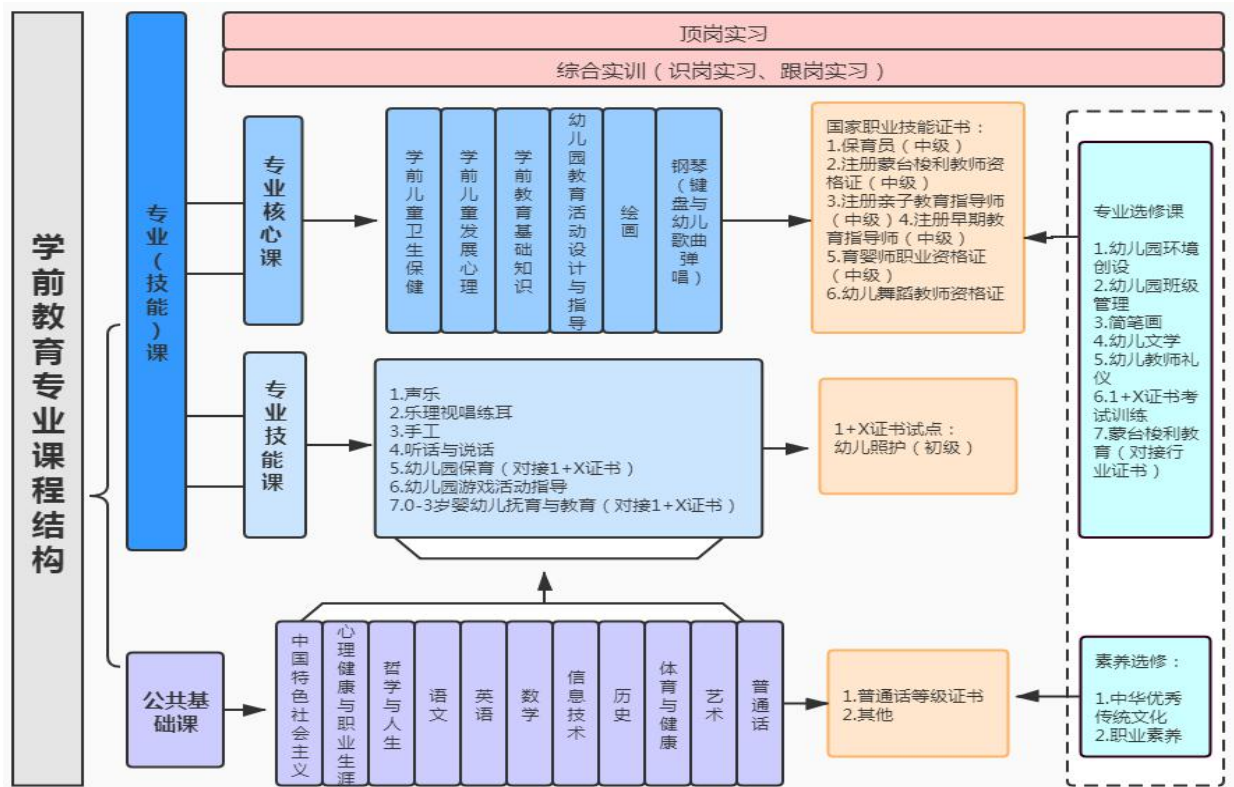 学前教育专业课程结构
专业（技能）课
顶岗实习
综合实训（识岗实习、跟岗实习）
专业核心课
学前儿童卫生保健
学前儿童发展心理
学前教育基础知识
幼儿园教育活动设计与指导
绘画
钢琴（键盘与幼儿歌曲弹唱）
国家职业技能证书：
1.保育员（中级）
2.注册蒙台梭利教师资
格证（中级）
3.注册亲子教育指导师
（中级）4.注册早期教
育指导师（中级）
5.育婴师职业资格证
（中级）
6.幼儿舞蹈教师资格证
专业选修课
1.幼儿园环境
创设
2.幼儿园班级
管理
3.简笔画
4.幼儿文学
5.幼儿教师礼
仪
6.1+X证书考
试训练
7.蒙台梭利教
育（对接行
业证书）
专业技能课
1.声乐
2.乐理视唱练耳
3.手工
4.听话与说话
5.幼儿园保育（对接1+X证书）
6.幼儿园游戏活动指导
7.0-3岁婴幼儿抚育与教育（对接1+X证书）
1+X证书试点：
幼儿照护（初级）
公共基
础课
中国特色社会主义
心理健康与职业生涯
哲学与人生
语文
英语
数学
信息技术
历史
体育与健康
艺术
普通话
1.普通话等级证书
2.其他
素养选修：
1.中华优秀
传统文化
2.职业素养